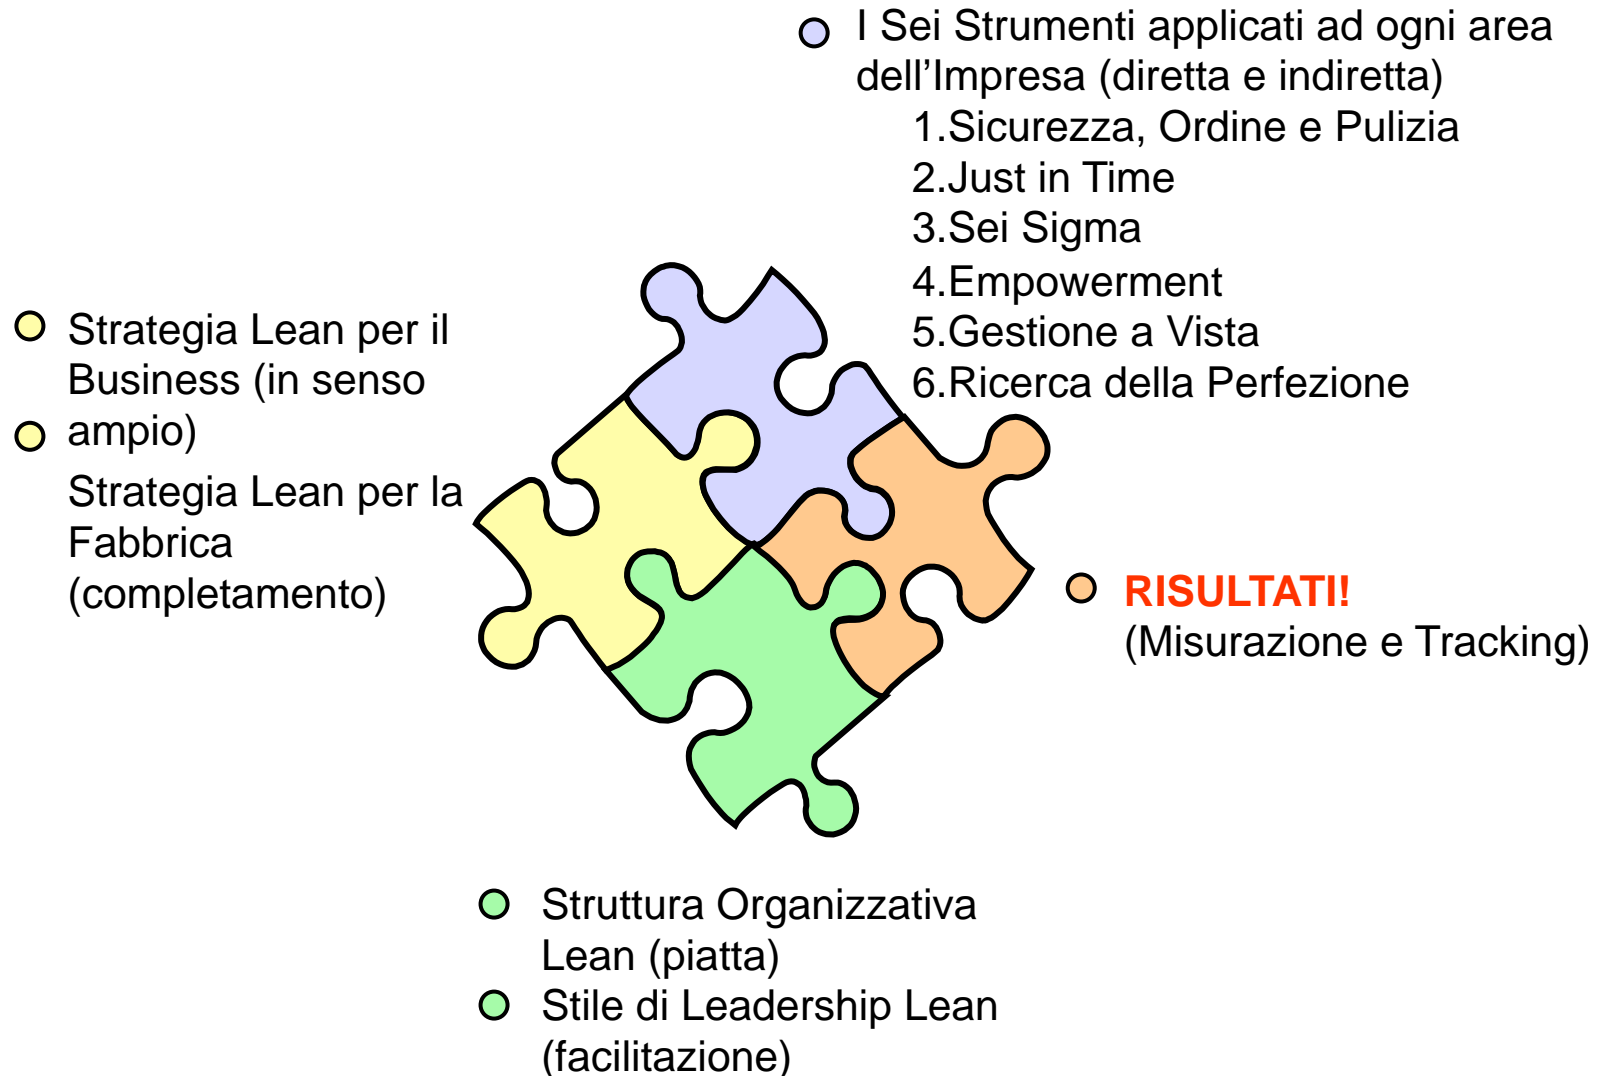 I Sei Strumenti applicati ad ogni area
dell’Impresa (diretta e indiretta)
1.Sicurezza, Ordine e Pulizia
2.Just in Time
3.Sei Sigma
4.Empowerment
5.Gestione a Vista
6.Ricerca della Perfezione
Strategia Lean per il
Business (in senso
ampio)
Strategia Lean per la
Fabbrica
(completamento)
RISULTATI!
(Misurazione e Tracking)
Struttura Organizzativa
Lean (piatta)
Stile di Leadership Lean
(facilitazione)